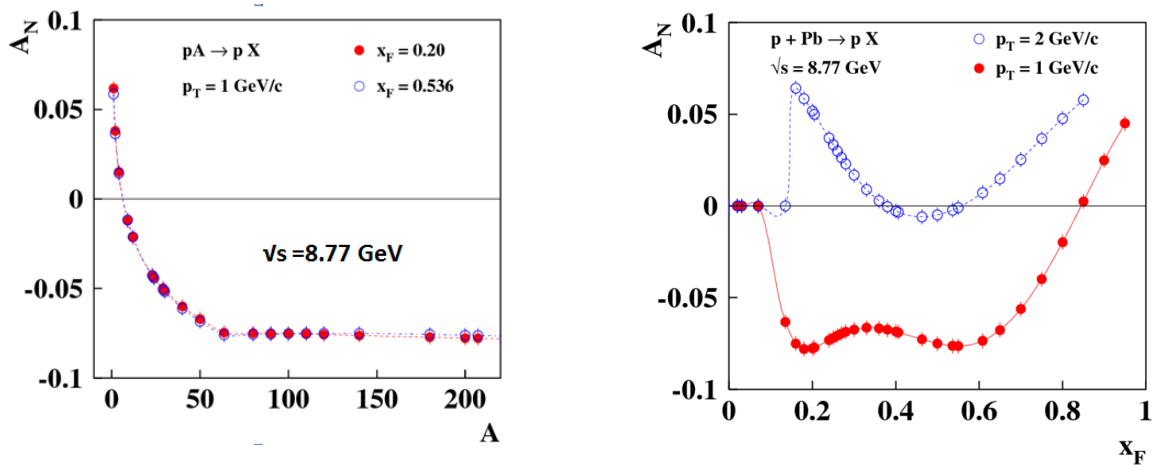 0.1
A_N
pA → p X
x_F = 0.20
p_T = 1 GeV/c
x_F = 0.536
0.05
0
√s =8.77 GeV
-0.05
-0.1
0 50 100 150 200
A
0.1
A_N
p + Pb → p X
p_T = 2 GeV/c
√s = 8.77 GeV
p_T = 1 GeV/c
0.05
0
-0.05
-0.1
0 0.2 0.4 0.6 0.8 1
x_F